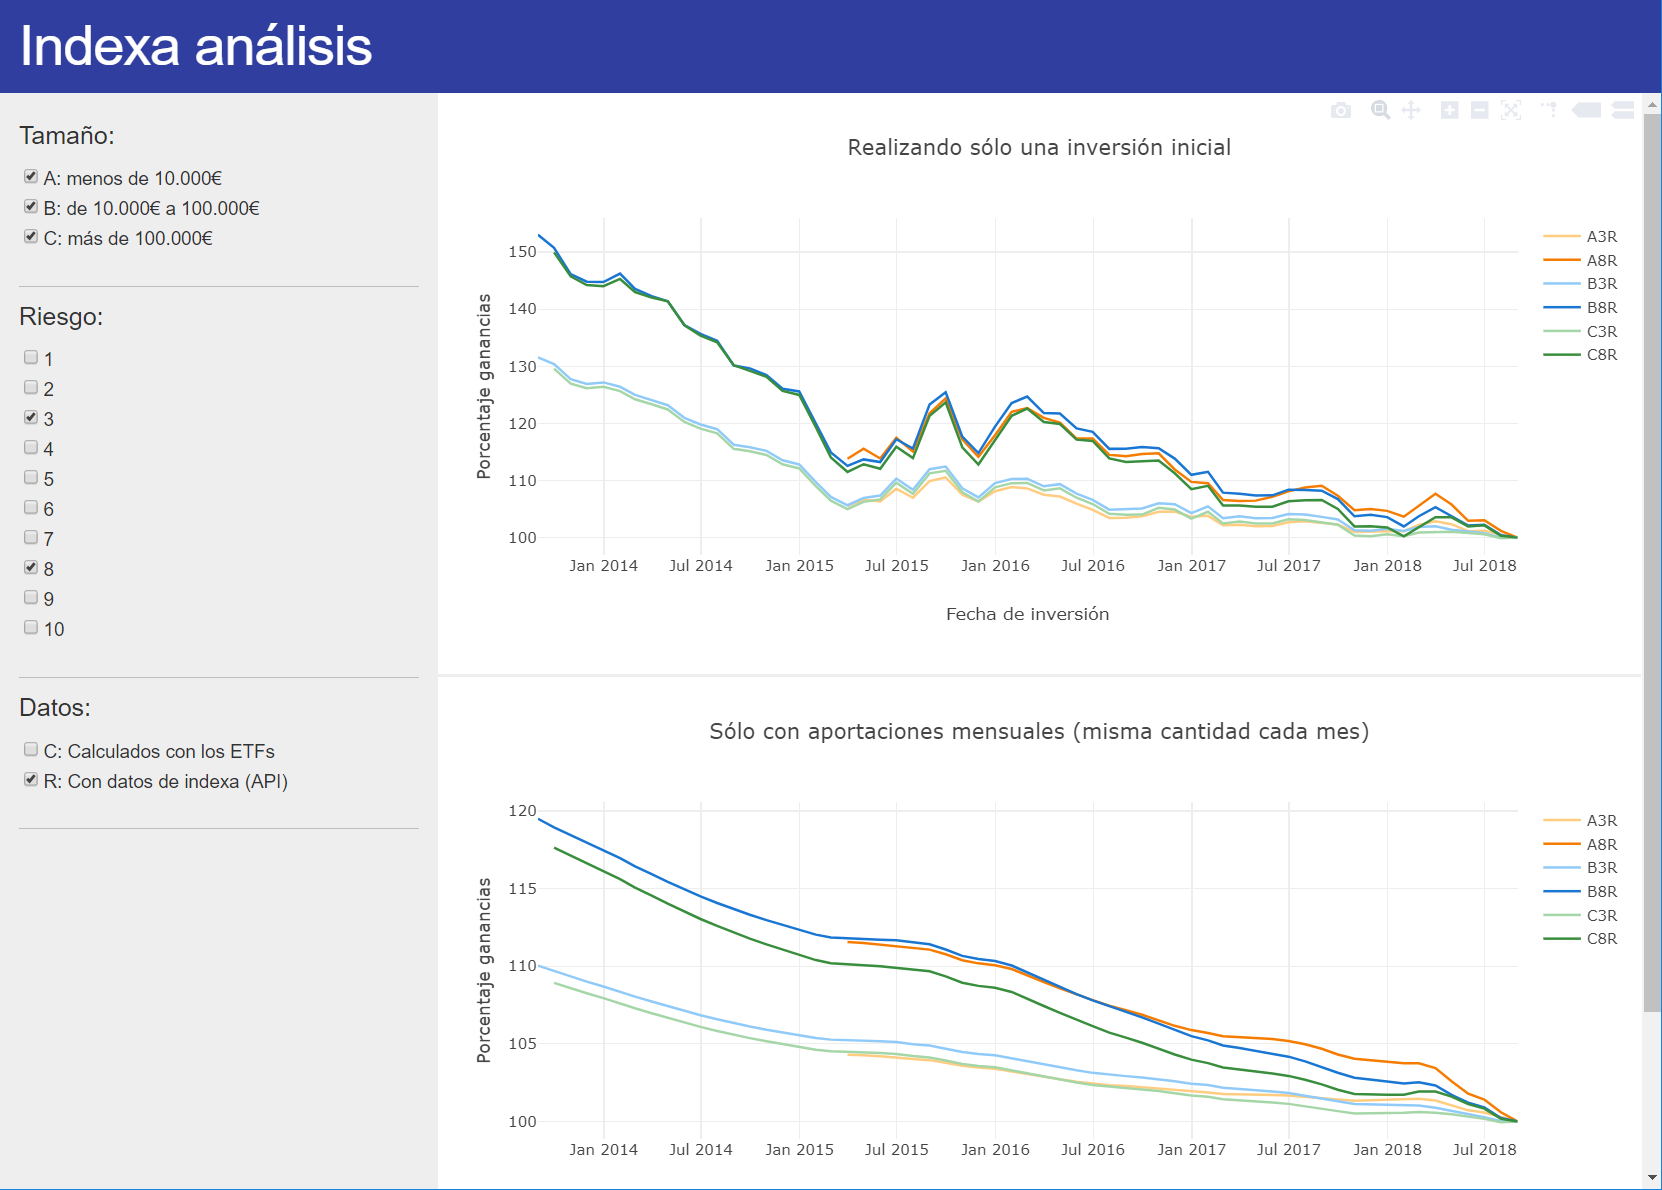 Indexa análisis
Tamaño:
A: menos de 10.000€
B: de 10.000€ a 100.000€
C: más de 100.000€
Riesgo:
1
2
3
4
5
6
7
8
9
10
Datos:
C: Calculados con los ETFs
R: Con datos de indexa (API)
Realizando sólo una inversión inicial
Porcentaje ganancias
150
140
130
120
110
100
Jan 2014 Jul 2014 Jan 2015 Jul 2015 Jan 2016 Jul 2016 Jan 2017 Jul 2017 Jan 2018 Jul 2018
Fecha de inversión
A3R
A8R
B3R
B8R
C3R
C8R
Sólo con aportaciones mensuales (misma cantidad cada mes)
Porcentaje ganancias
120
115
110
105
100
Jan 2014 Jul 2014 Jan 2015 Jul 2015 Jan 2016 Jul 2016 Jan 2017 Jul 2017 Jan 2018 Jul 2018
A3R
A8R
B3R
B8R
C3R
C8R